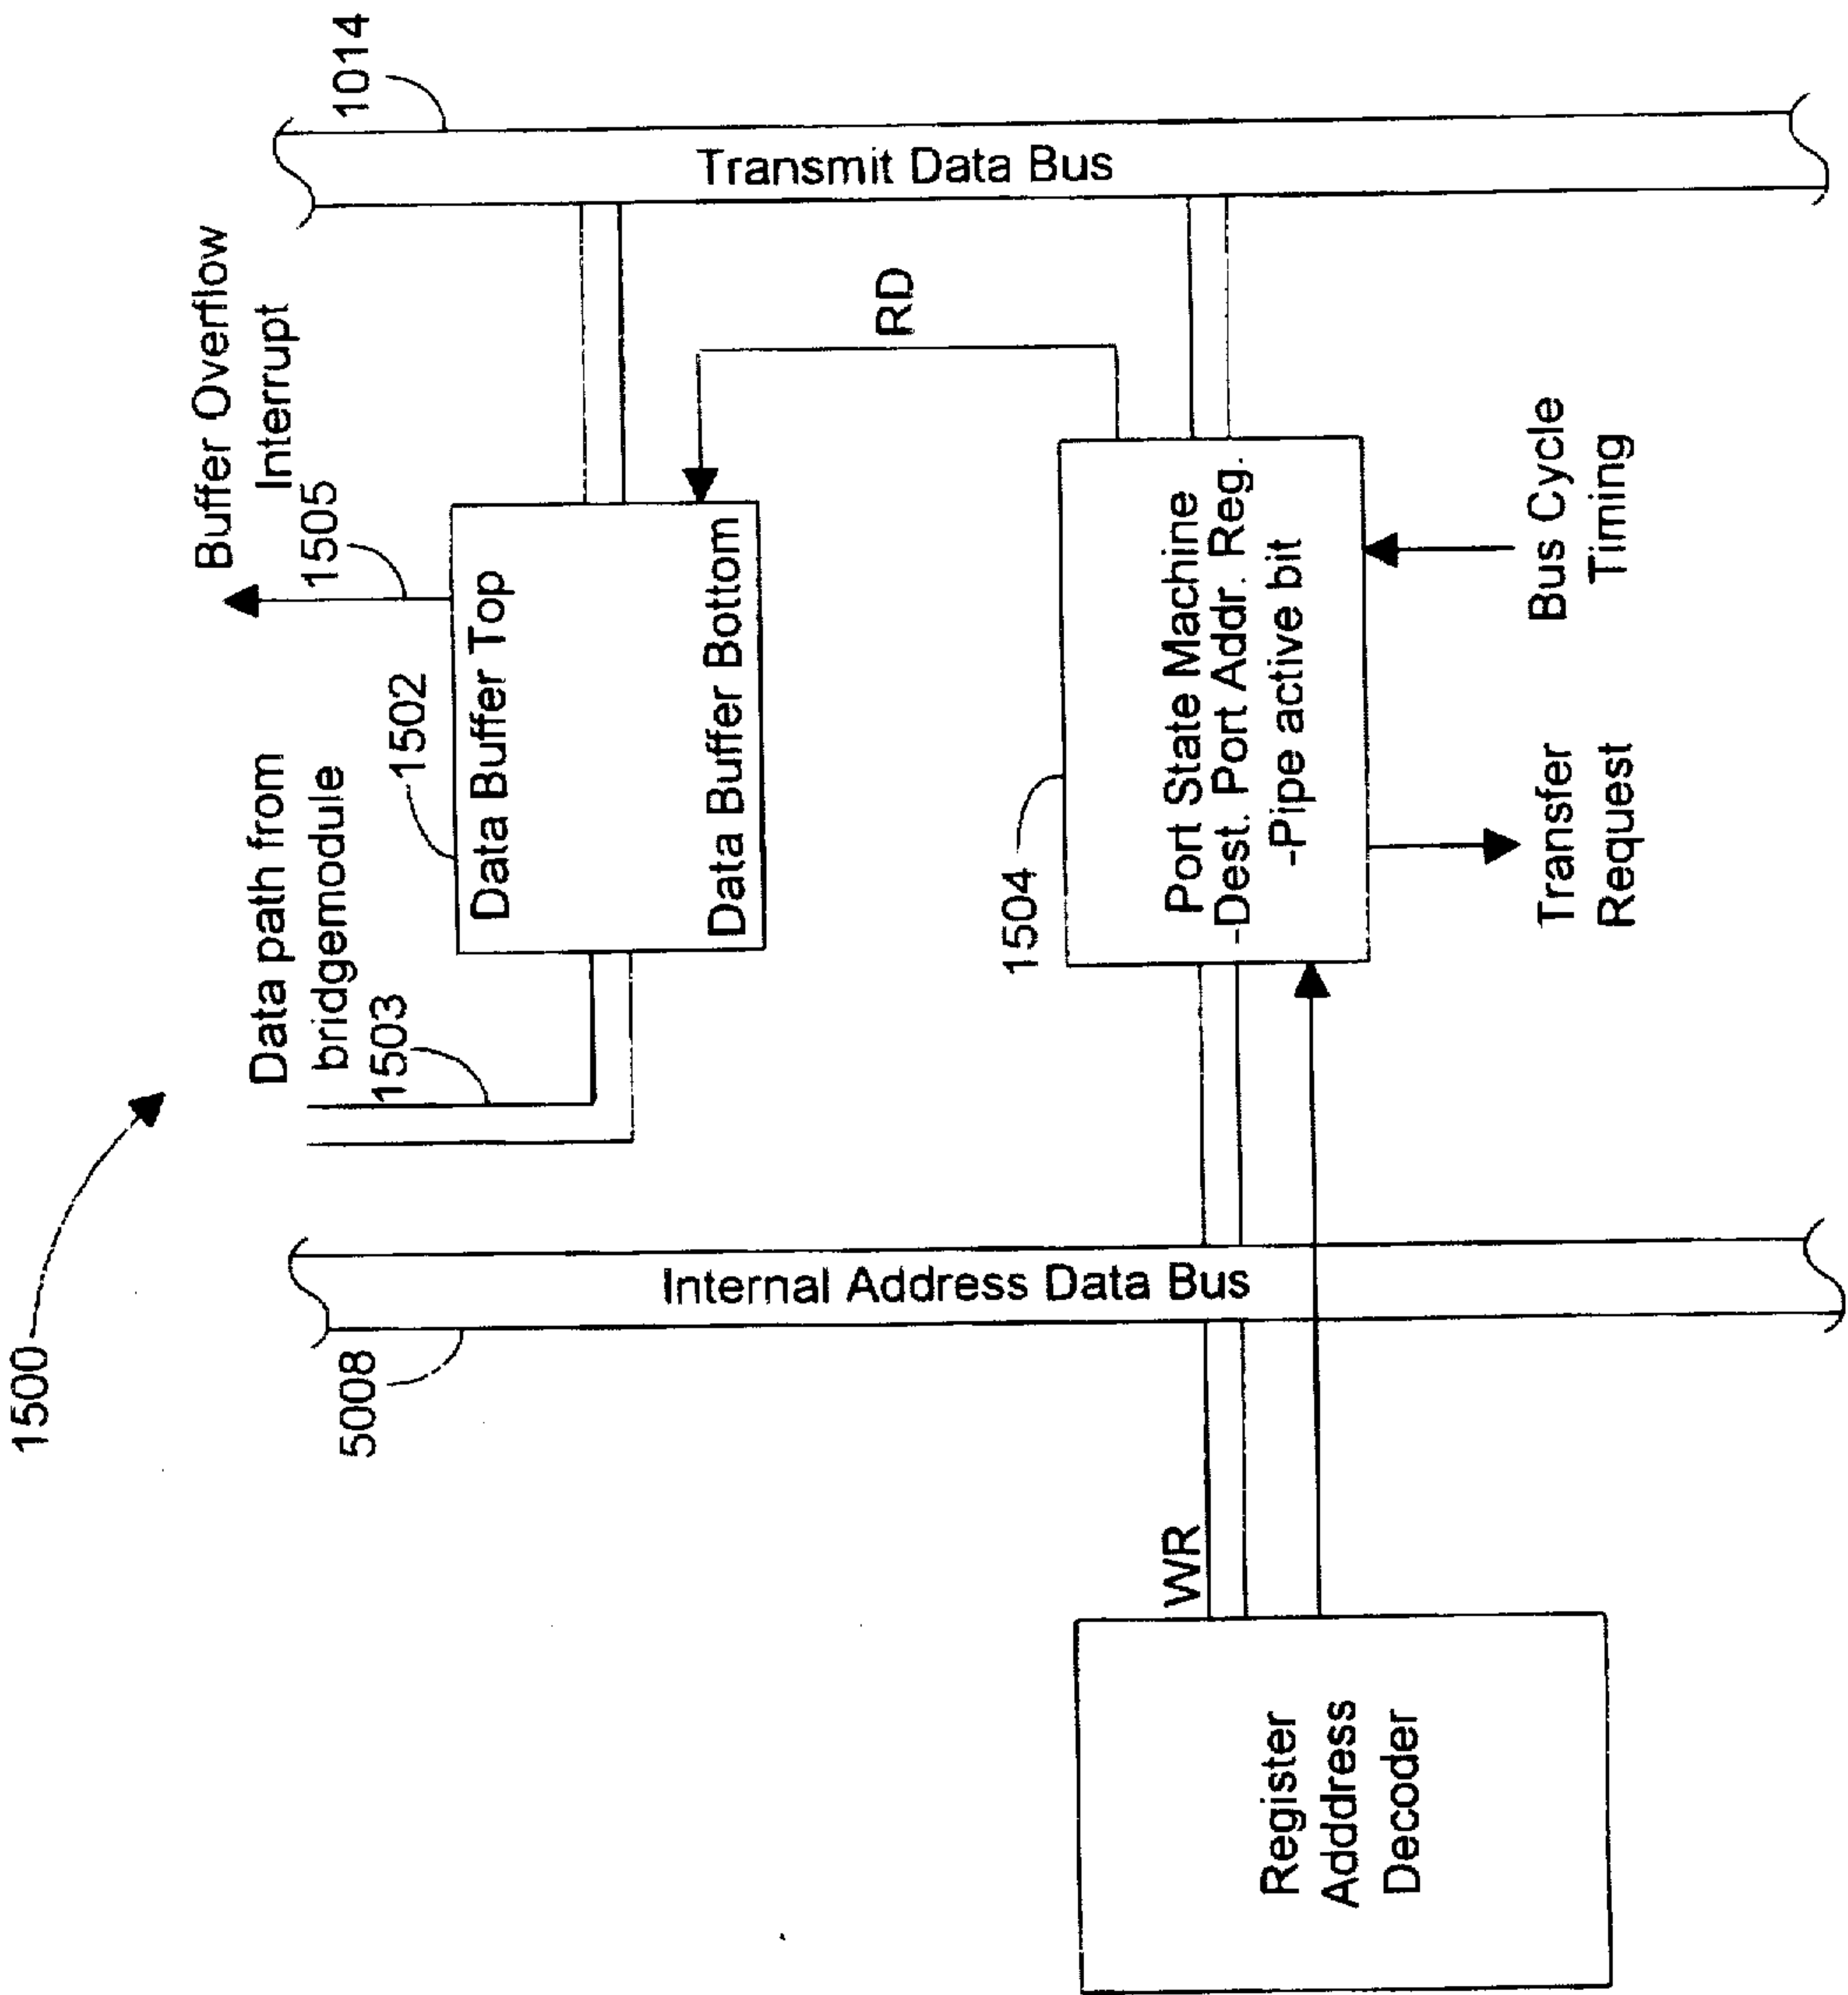 1500
Data path from
bridgemodule
1503
1502
Buffer Overflow
Interrupt
1505
1014
5008
Data Buffer Top
Data Buffer Bottom
Transmit Data Bus
RD
Internal Address Data Bus
1504
Port State Machine
-Dest. Port Addr. Reg.
-Pipe active bit
WR
Register
Address
Decoder
Transfer
Request
Bus Cycle
Timing